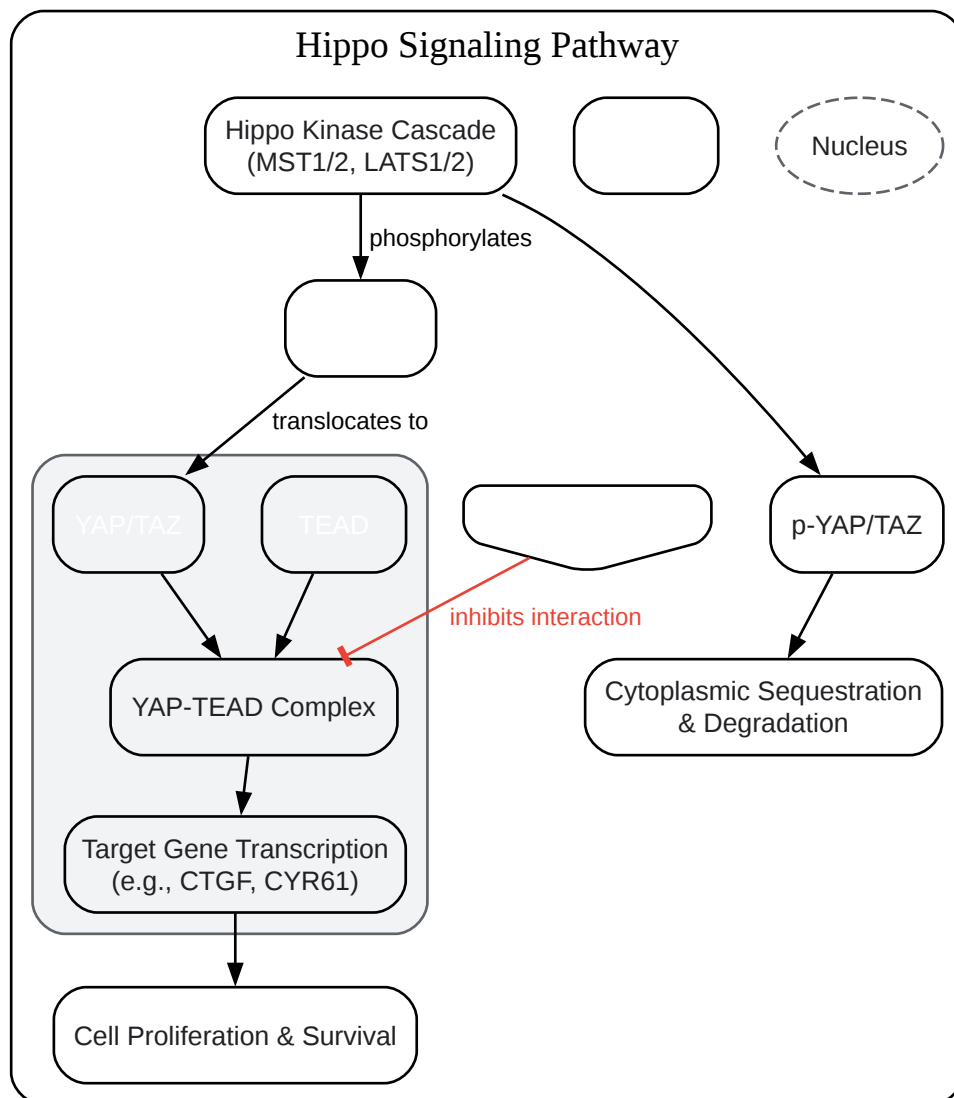 Hippo Signaling Pathway
Hippo Kinase Cascade
(MST1/2, LATS1/2)
Nucleus
phosphorylates
translocates to
YAP/TAZ
TEAD
p-YAP/TAZ
inhibits interaction
YAP-TEAD Complex
Cytoplasmic Sequestration
& Degradation
Target Gene Transcription
(e.g., CTGF, CYR61)
Cell Proliferation & Survival